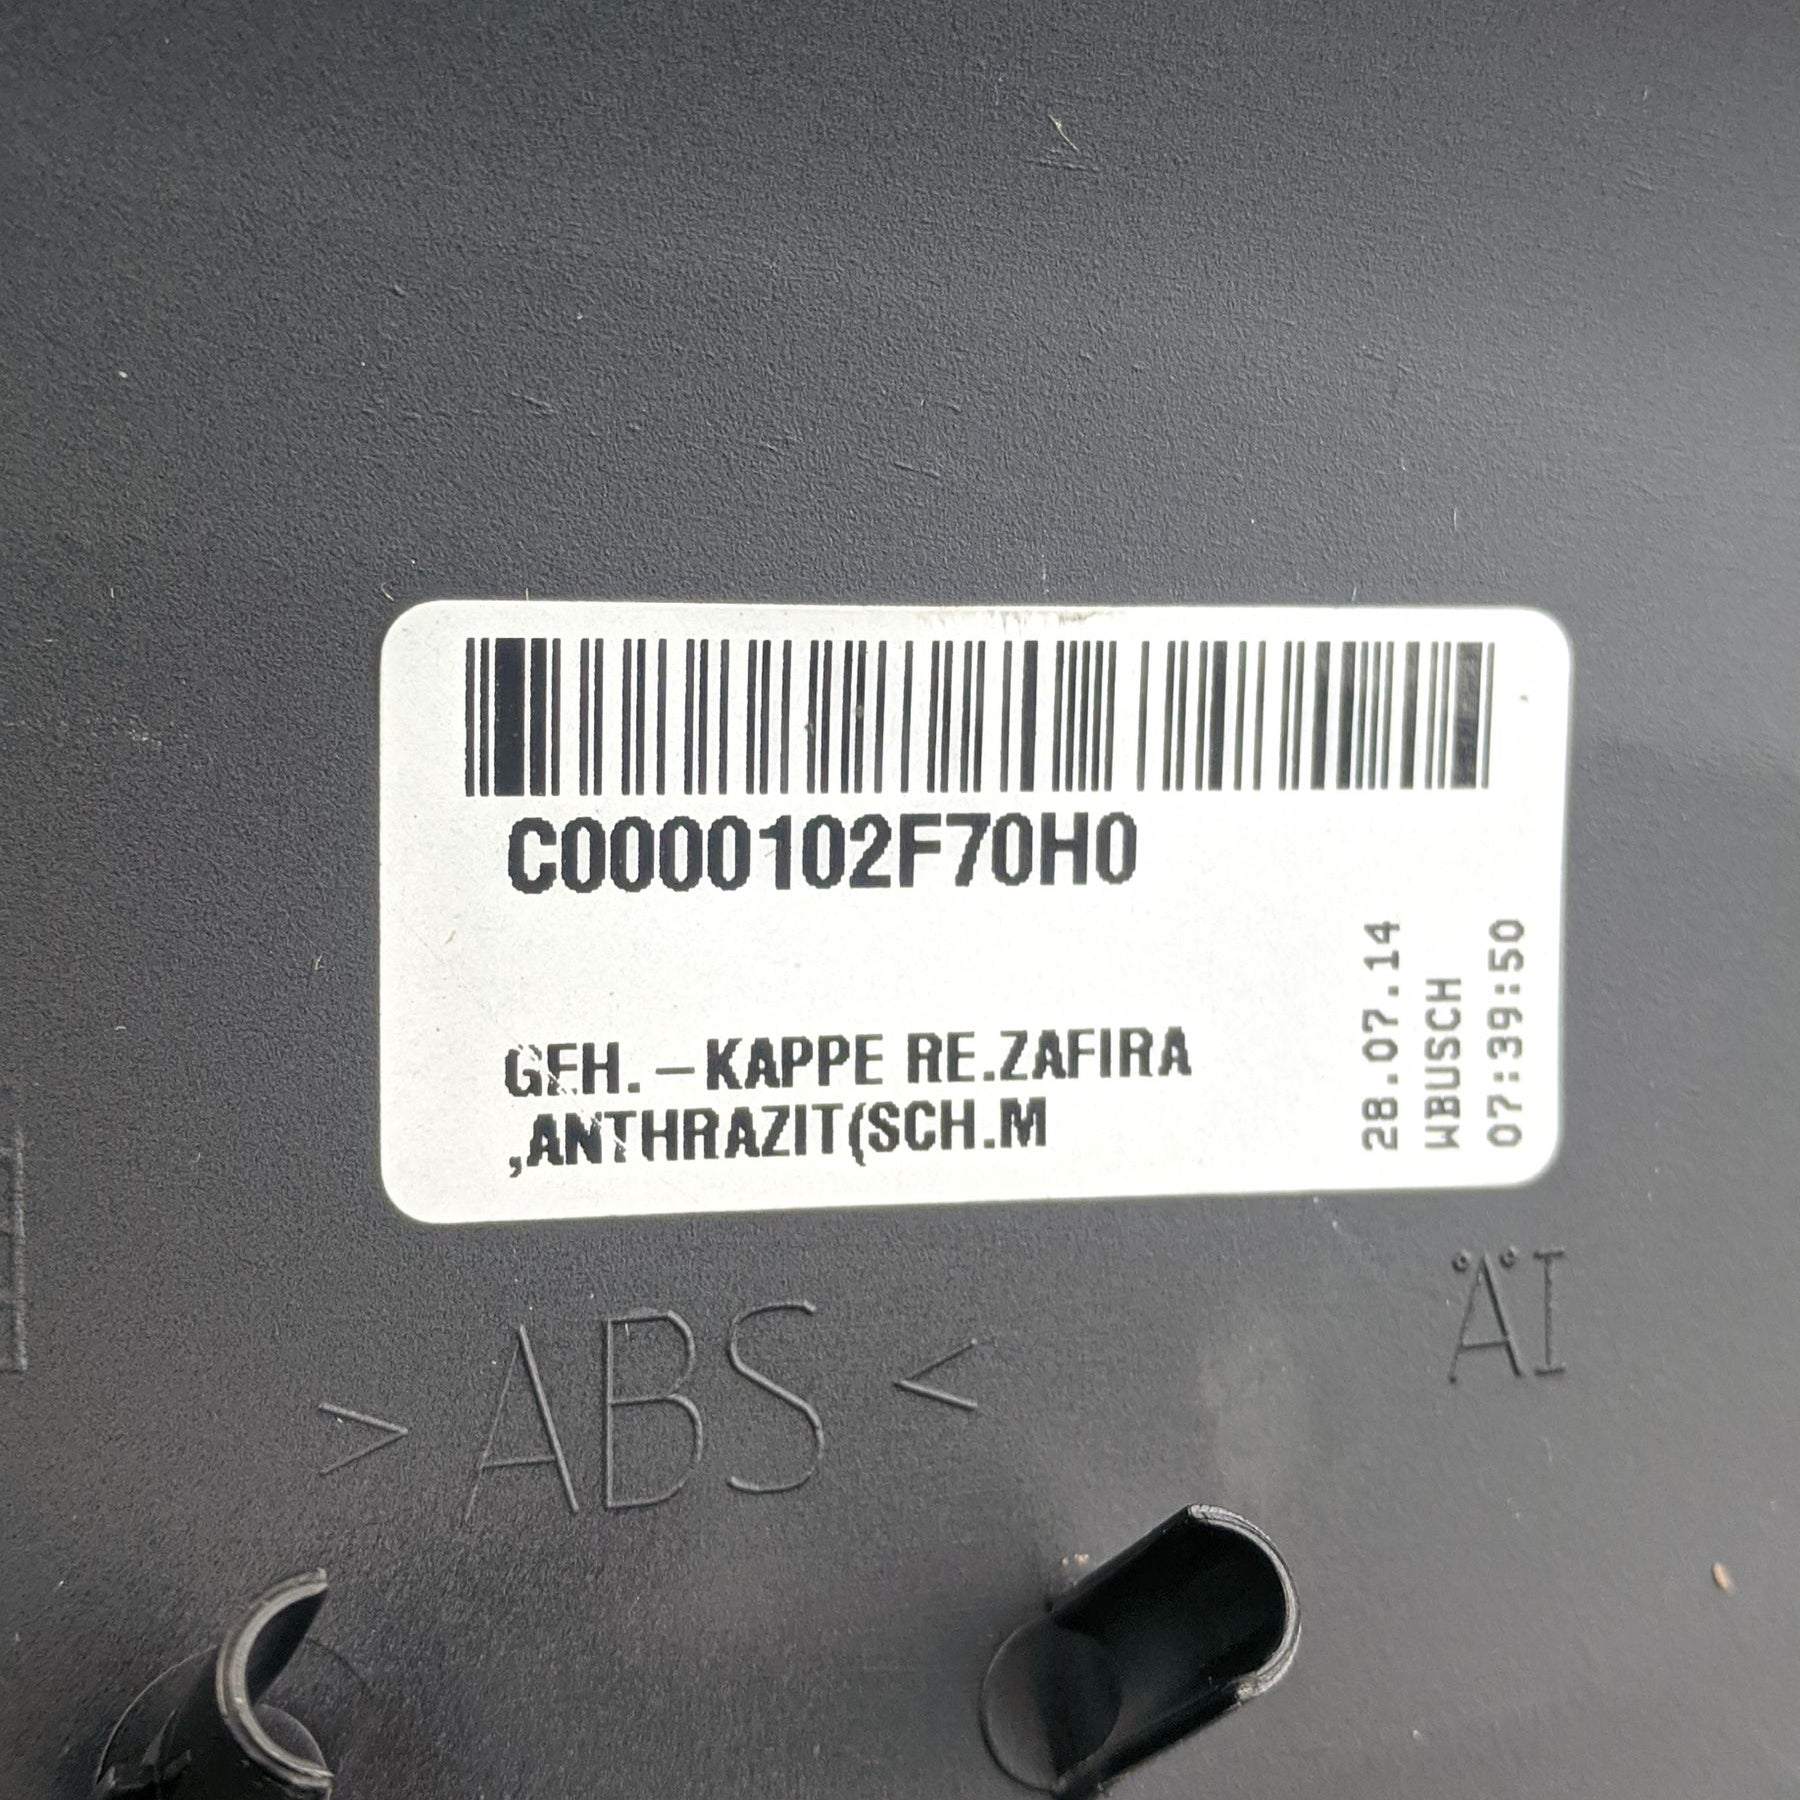 C0000102F70H0
GEH.-KAPPE RE.ZAFIRA
,ANTHRAZIT(SCH.M
28.07.14
WBUSCH
07:39:50
ÄI
>ABS<